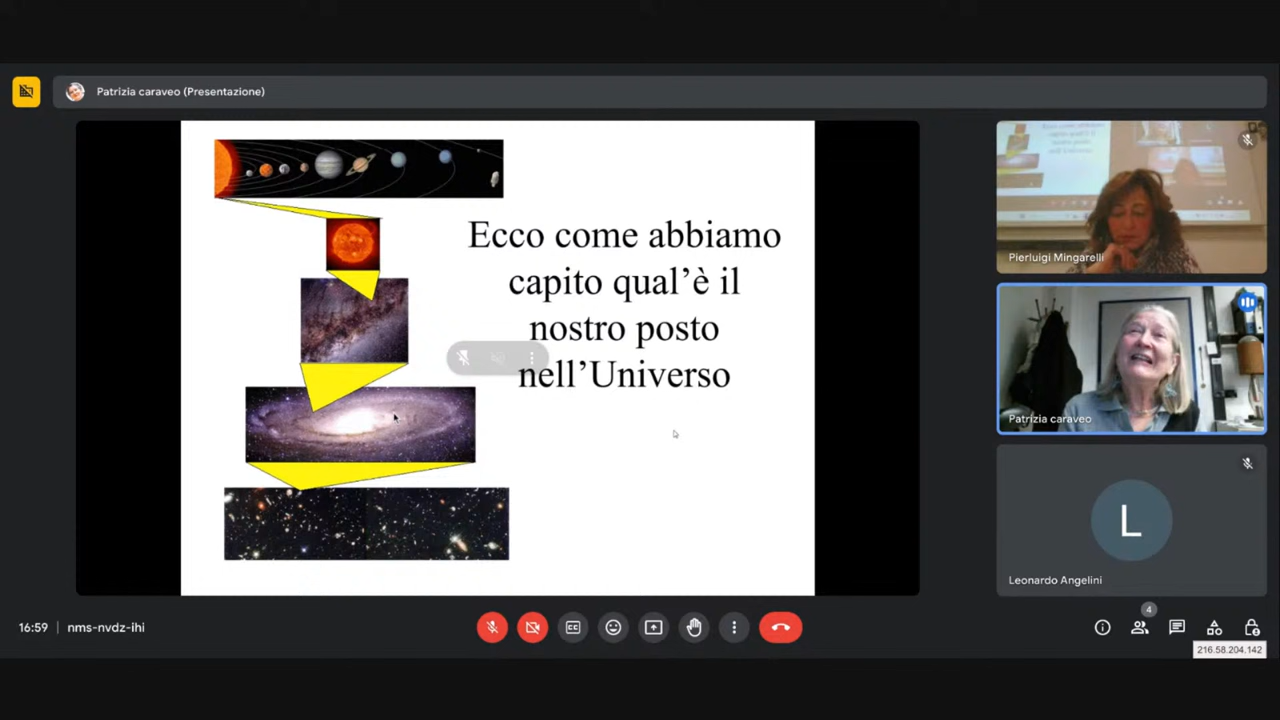 Patrizia caraveo (Presentazione)
Ecco come abbiamo
capito qual’è il
nostro posto
nell’Universo
Pierluigi Mingarelli
Patrizia caraveo
L
Leonardo Angelini
16:59 | nms-nvdz-ihi
CC
4
216.58.204.142